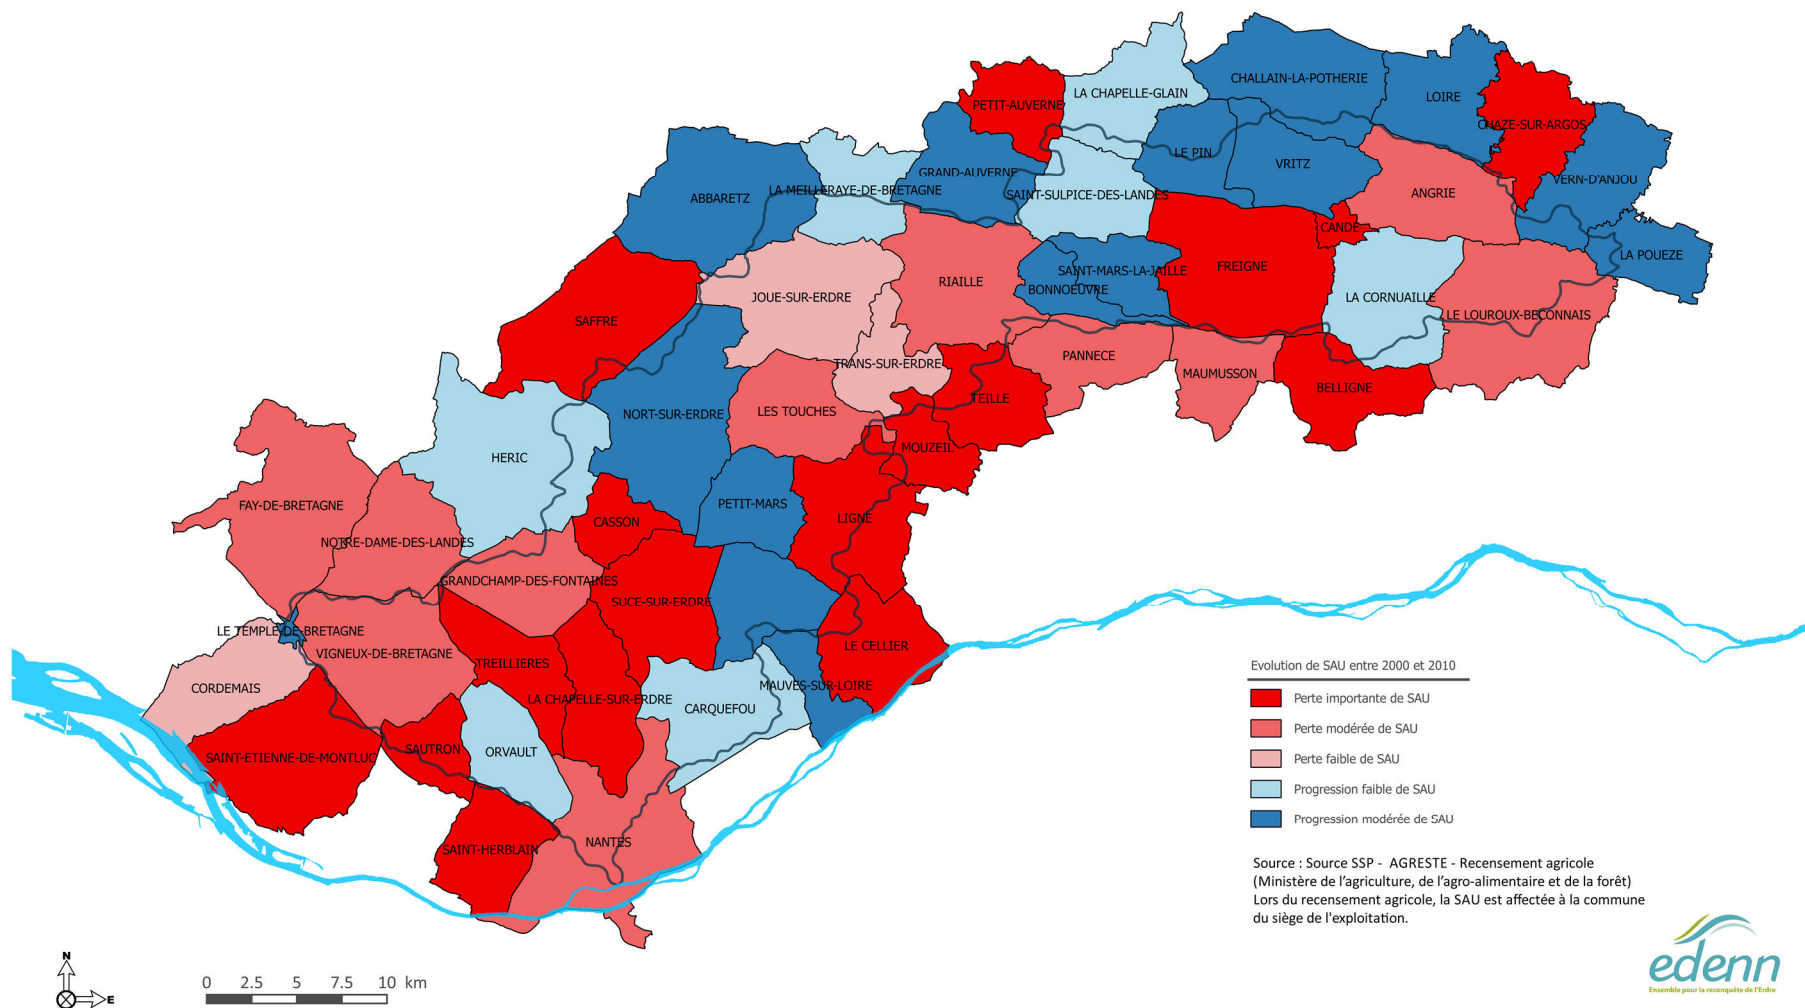 CHALLAIN-LA-POTHERIE
LA CHAPELLE-GLAIN
LOIRE
PETIT-AUVERNE
CHAZE-SUR-ARGOS
LE PIN
VRITZ
GRAND-AUVERNE
VERN-D'ANJOU
LA MEILLERAYE-DE-BRETAGNE
SAINT-SULPICE-DES-LANDES
ANGRIE
ABBARETZ
CANDE
LA POUEZE
FREIGNE
SAINT-MARS-LA-JAILLE
RIAILLE
BONNOEUVRE
JOUE-SUR-ERDRE
LA CORNUAILLE
LE LOUROUX-BECONNAIS
SAFFRE
PANNECE
TRANS-SUR-ERDRE
MAUMUSSON
BELLIGNE
TEILLE
LES TOUCHES
NORT-SUR-ERDRE
MOUZEIL
HERIC
PETIT-MARS
FAY-DE-BRETAGNE
LIGNE
CASSON
NOTRE-DAME-DES-LANDES
GRANDCHAMP-DES-FONTAINES
SUCE-SUR-ERDRE
LE TEMPLE-DE-BRETAGNE
LE CELLIER
VIGNEUX-DE-BRETAGNE
TREILLIERES
CORDEMAIS
MAUVES-SUR-LOIRE
LA CHAPELLE-SUR-ERDRE
CARQUEFOU
SAUTRON
ORVAULT
SAINT-ETIENNE-DE-MONTLUC
NANTES
SAINT-HERBLAIN
Evolution de SAU entre 2000 et 2010
Perte importante de SAU
Perte modérée de SAU
Perte faible de SAU
Progression faible de SAU
Progression modérée de SAU
Source : Source SSP - AGRESTE - Recensement agricole
(Ministère de l'agriculture, de l'agro-alimentaire et de la forêt)
Lors du recensement agricole, la SAU est affectée à la commune
du siège de l'exploitation.
N
E
0 2.5 5 7.5 10 km
edenn
Ensemble pour la reconquête de l'Erdre